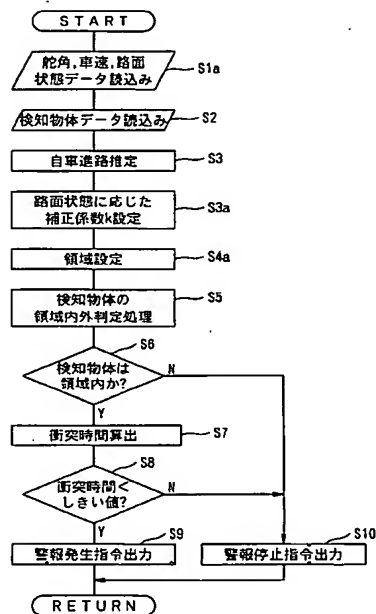 START
舵角,車速,路面
状態データ読込み
S1a
検知物体データ読込み
S2
自車進路推定
S3
路面状態に応じた
補正係数k設定
S3a
領域設定
S4a
検知物体の
領域内外判定処理
S5
S6
検知物体は
領域内か?
N
Y
衝突時間算出
S7
S8
衝突時間<
しきい値?
N
Y
S9
警報発生指令出力
S10
警報停止指令出力
RETURN